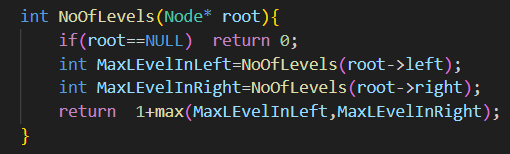 int NoOfLevels(Node* root){
    if(root==NULL)  return 0;
    int MaxLEvelInLeft=NoOfLevels(root->left);
    int MaxLEvelInRight=NoOfLevels(root->right);
    return  1+max(MaxLEvelInLeft,MaxLEvelInRight);
}